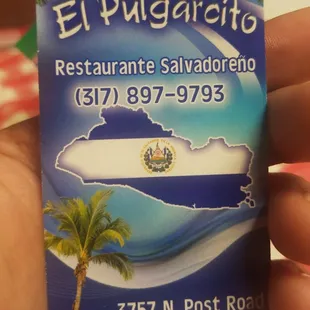 El Pulgarcito
Restaurante Salvadoreño
(317) 897-9793
3757 N. Post Road